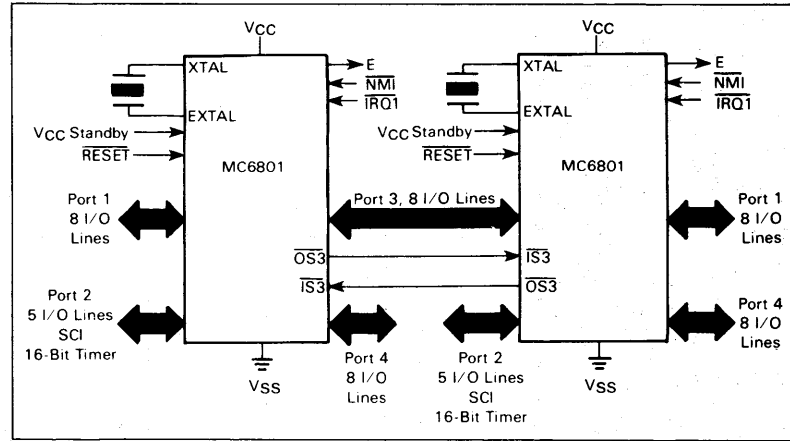 VCC
VCC
XTAL
E
XTAL
E
NMI
NMI
IRQ1
IRQ1
EXTAL
EXTAL
VCC Standby
VCC Standby
RESET
RESET
MC6801
MC6801
Port 1
8 I/O
Lines
Port 3, 8 I/O Lines
Port 1
8 I/O
Lines
OS3
IS3
IS3
OS3
Port 2
5 I/O Lines
SCI
16-Bit Timer
Port 4
8 I/O
Lines
VSS
Port 4
8 I/O
Lines
Port 2
5 I/O Lines
SCI
16-Bit Timer
VSS